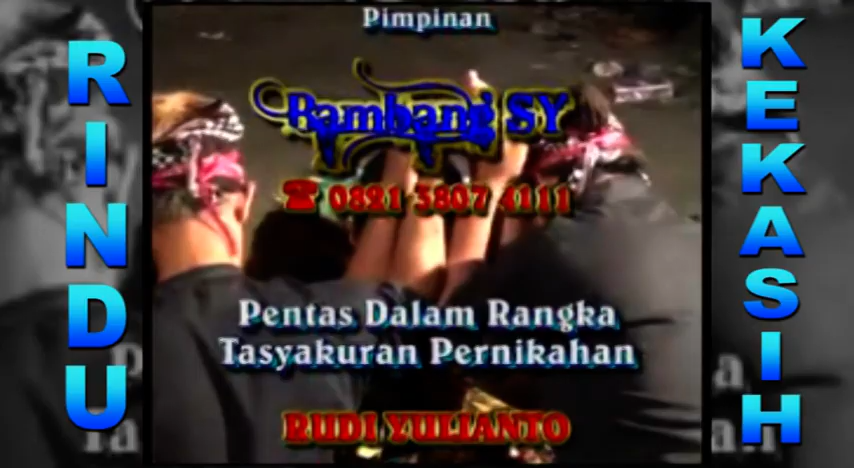 RINDU
KEKASIH
Pimpinan
Bambang SY
☎ 0821 3807 4111
Pentas Dalam Rangka
Tasyakuran Pernikahan
RUDI YULIANTO